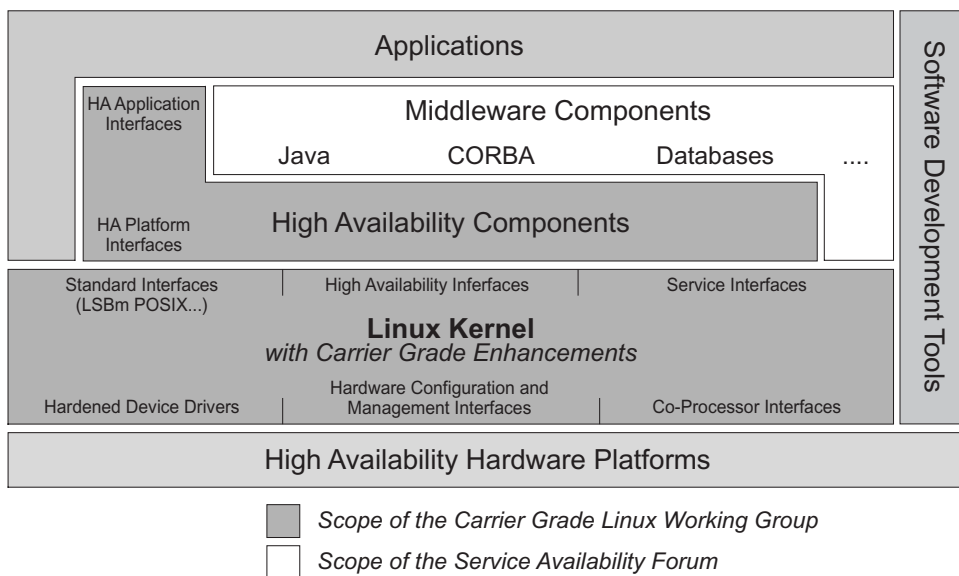 Applications
Software Development Tools
HA Application
Interfaces
Middleware Components
Java CORBA Databases ....
HA Platform
Interfaces
High Availability Components
Standard Interfaces
(LSBm POSIX...)
High Availability Inferfaces
Service Interfaces
Linux Kernel
with Carrier Grade Enhancements
Hardened Device Drivers
Hardware Configuration and
Management Interfaces
Co-Processor Interfaces
High Availability Hardware Platforms
Scope of the Carrier Grade Linux Working Group
Scope of the Service Availability Forum